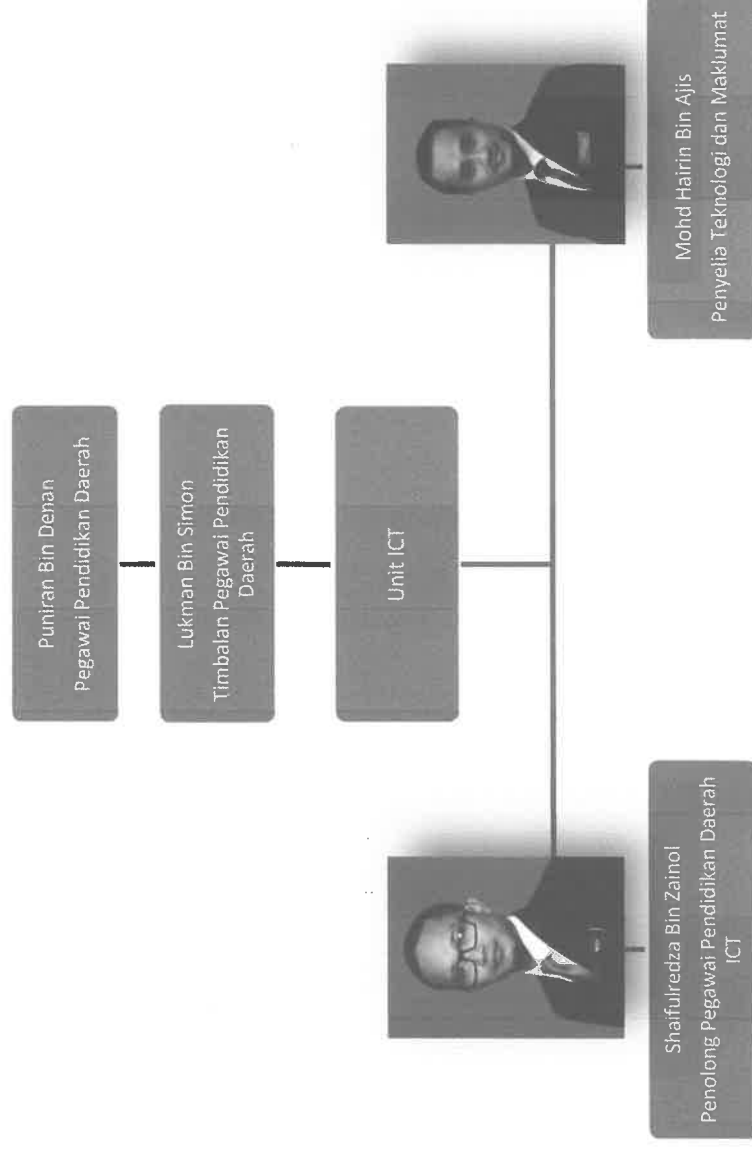 Puniran Bin Denan
Pegawai Pendidikan Daerah
Lukman Bin Simon
Timbalan Pegawai Pendidikan
Daerah
Unit ICT
Shaifulredza Bin Zainol
Penolong Pegawai Pendidikan Daerah
ICT
Mohd Hairin Bin Ajis
Penyelia Teknologi dan Maklumat